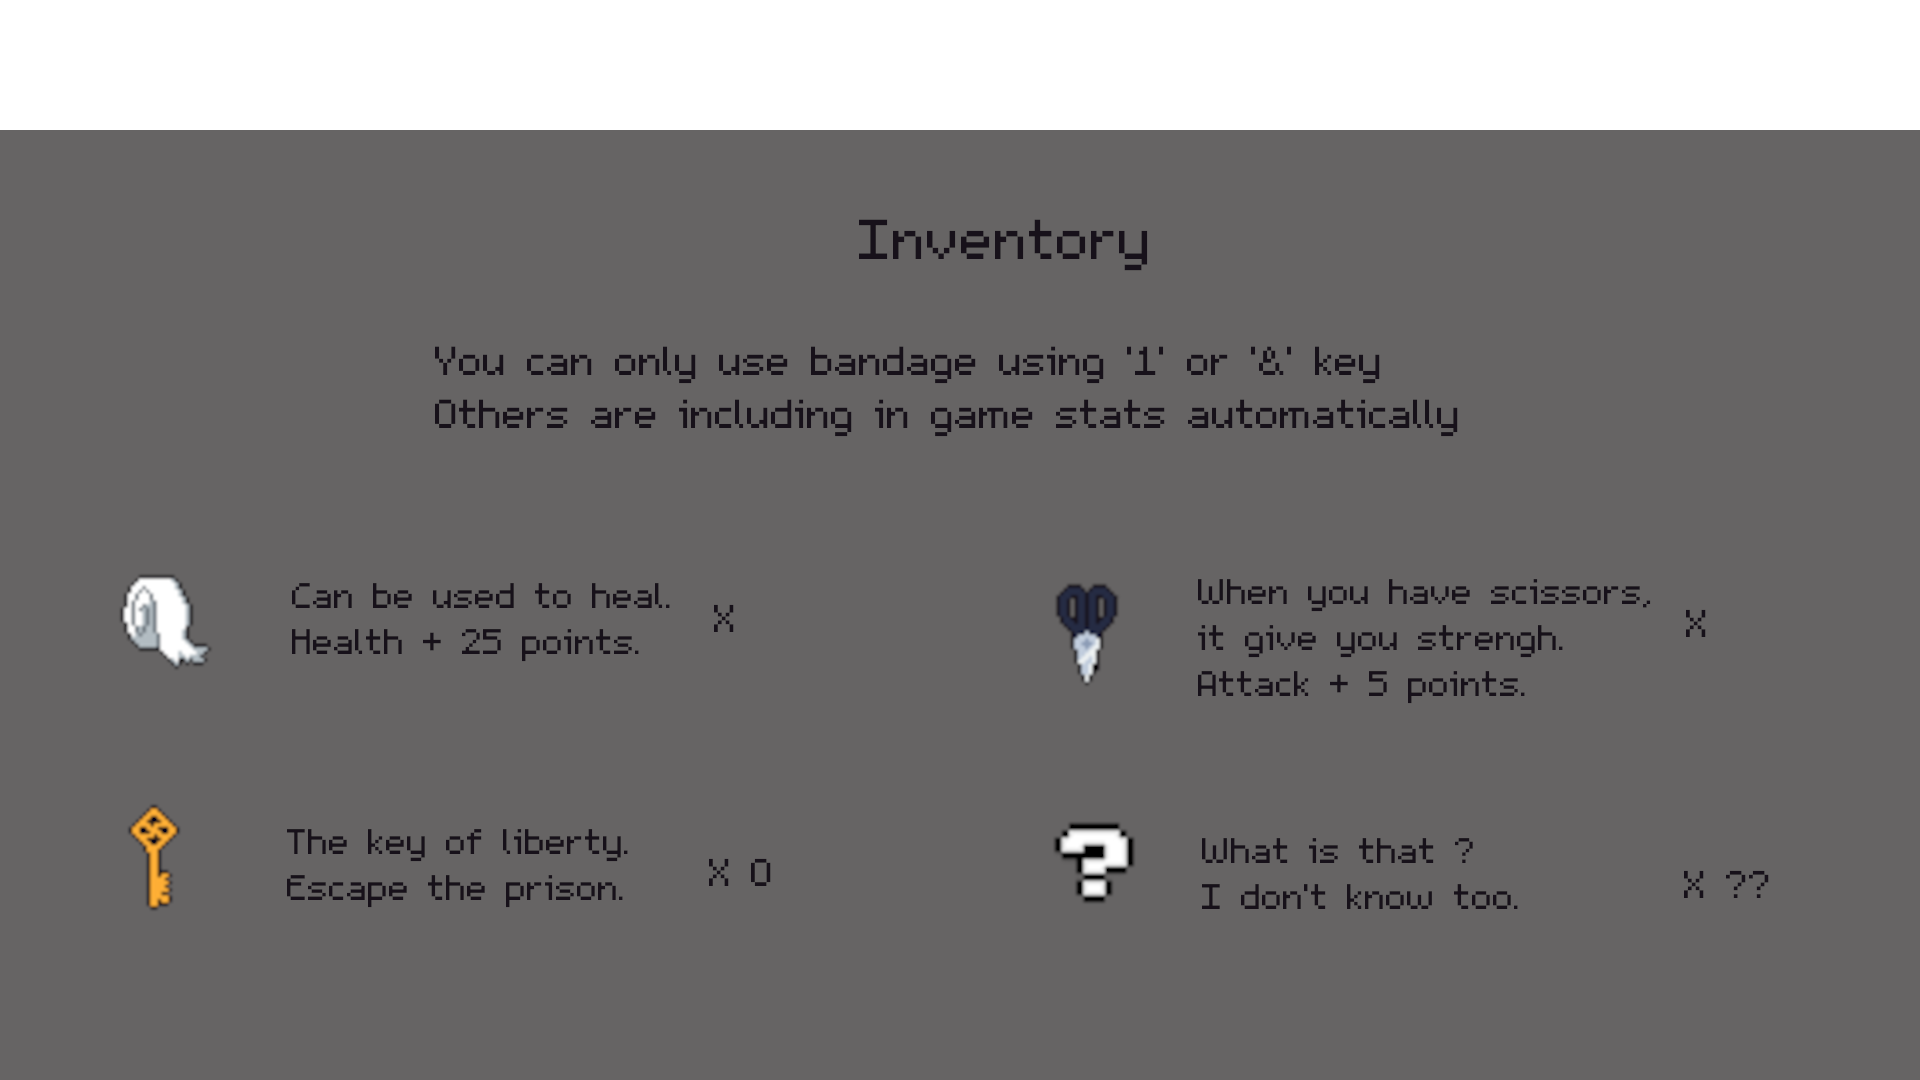 Inventory
You can only use bandage using '1' or '&' key
Others are including in game stats automatically
Can be used to heal.
Health + 25 points.
X
When you have scissors,
it give you strengh.
Attack + 5 points.
X
The key of liberty.
Escape the prison.
X 0
What is that ?
I don't know too.
X ??